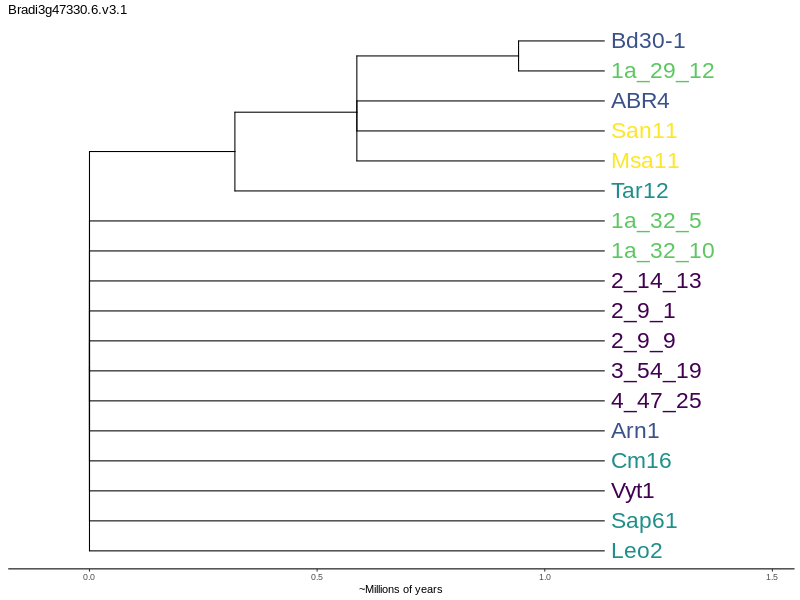 Bradi3g47330.6.v3.1
Bd30-1
1a_29_12
ABR4
San11
Msa11
Tar12
1a_32_5
1a_32_10
2_14_13
2_9_1
2_9_9
3_54_19
4_47_25
Arn1
Cm16
Vyt1
Sap61
Leo2
0.0 0.5 1.0 1.5
~Millions of years